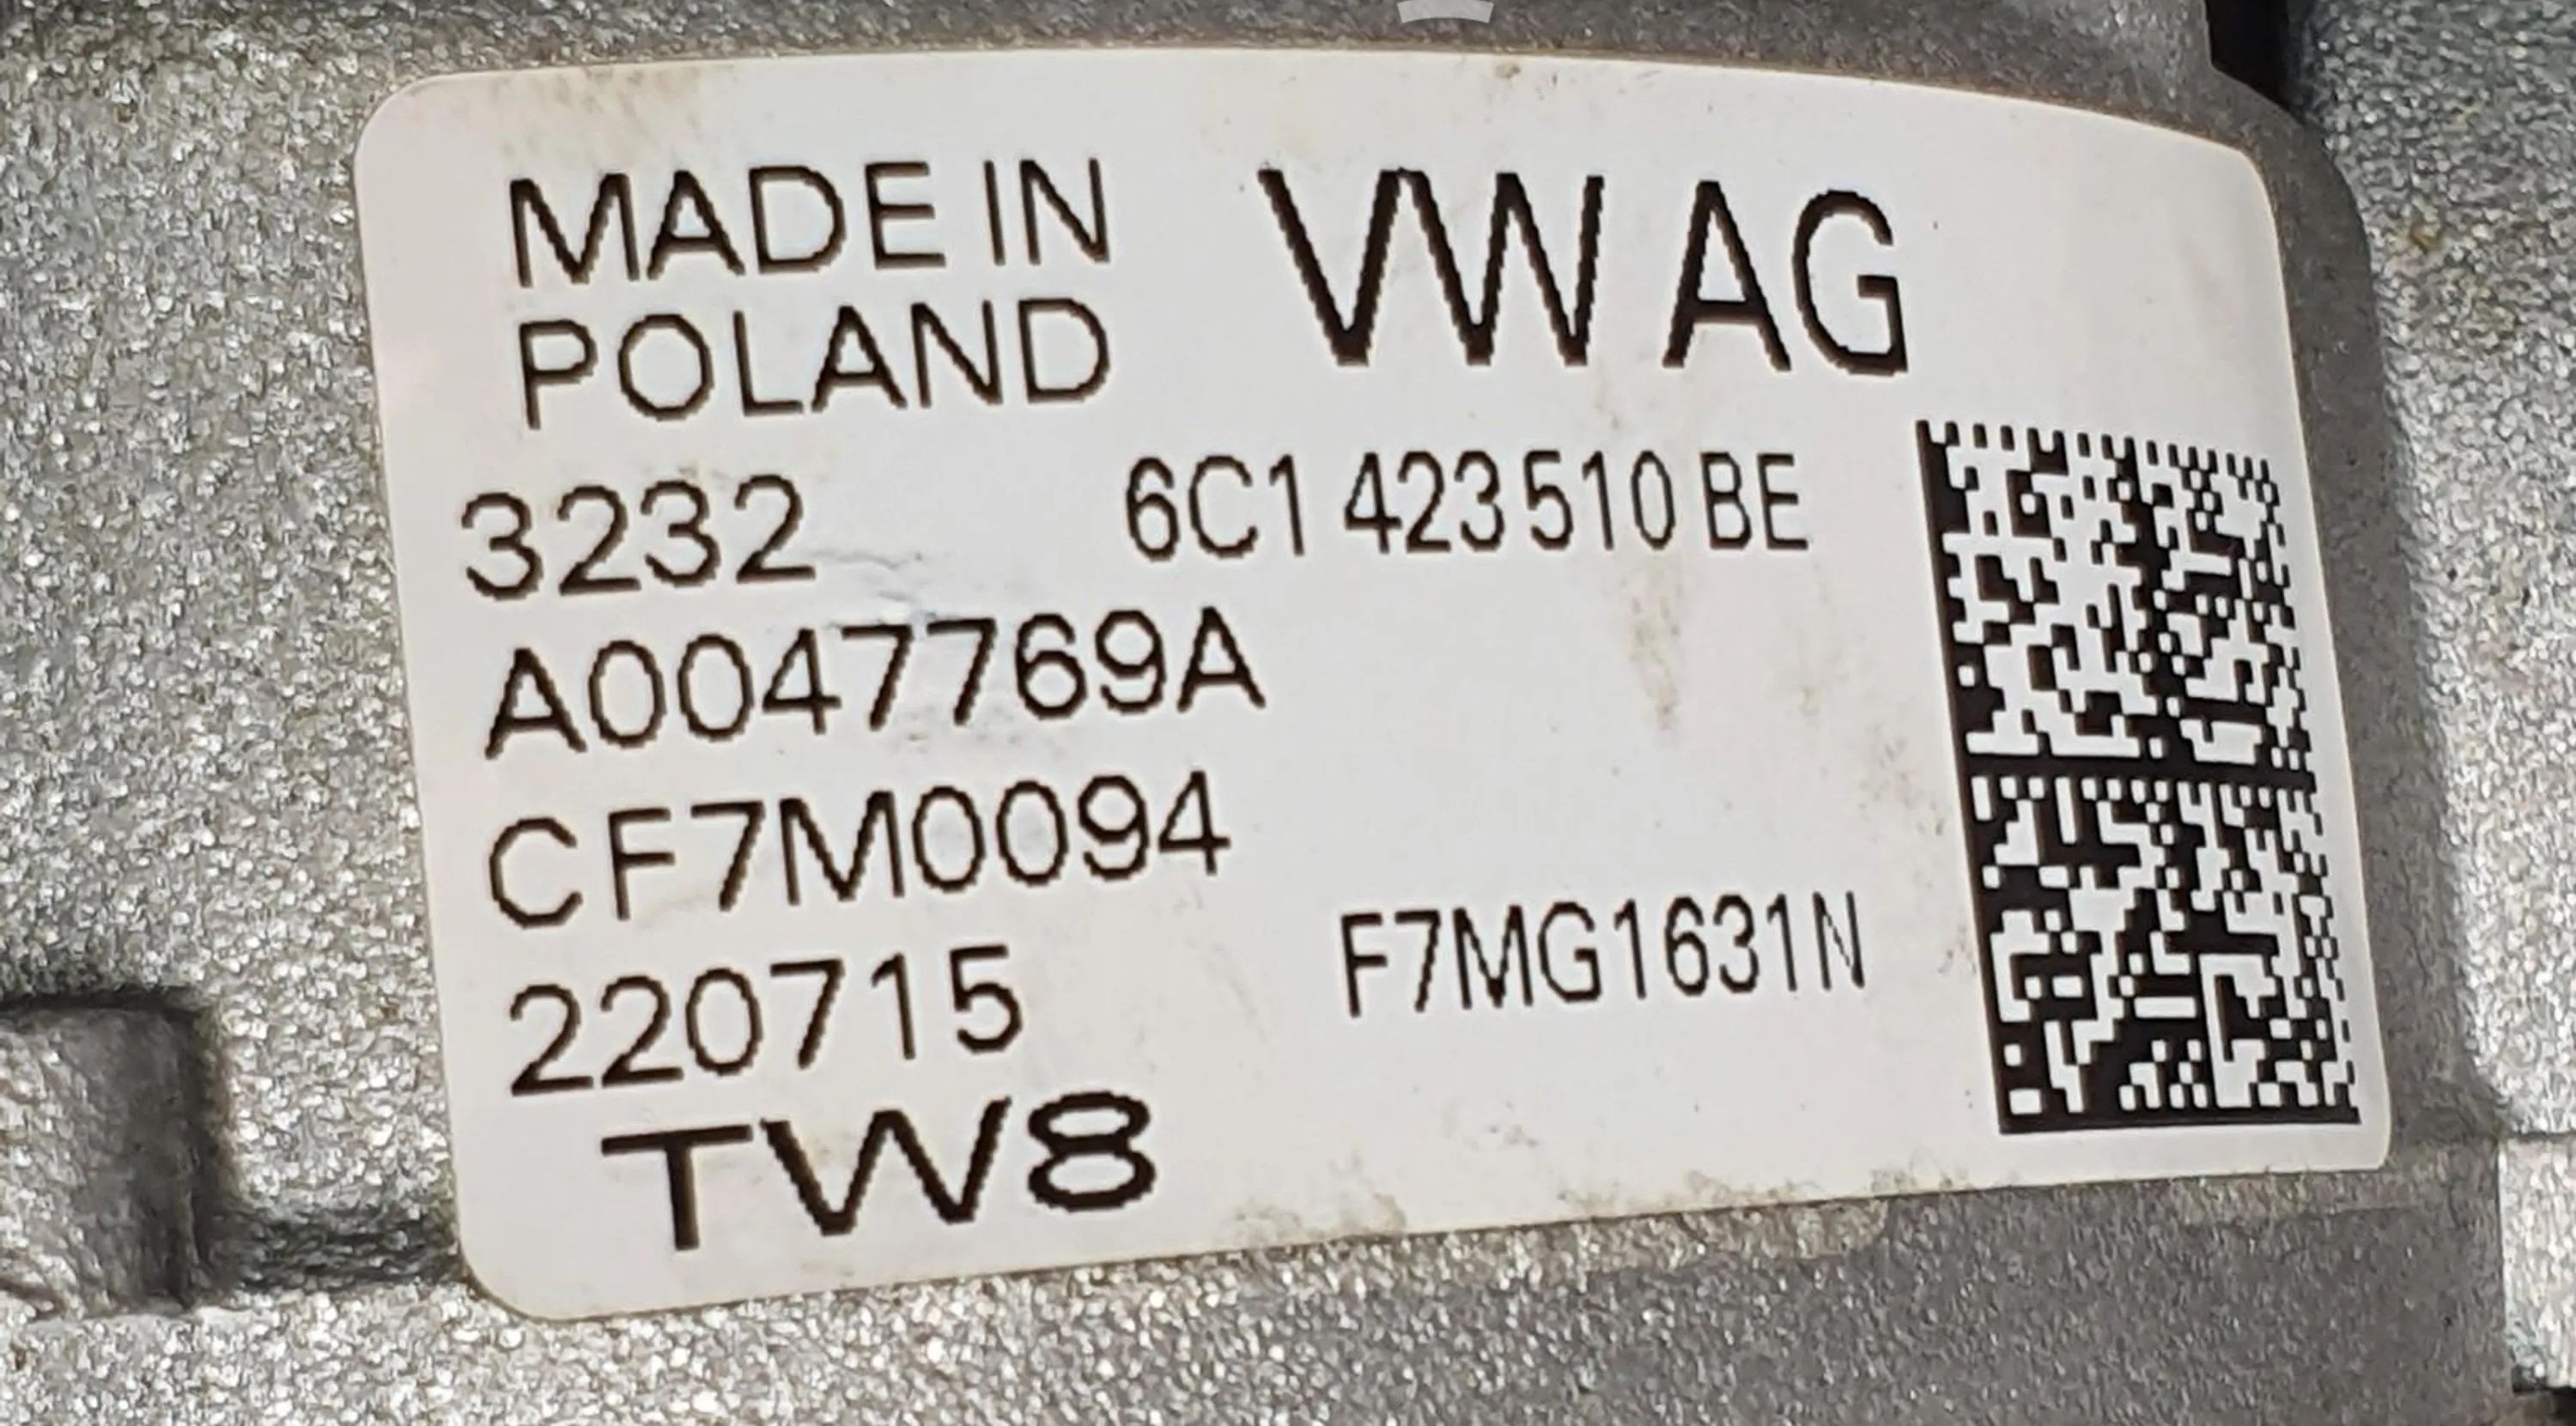 MADE IN
POLAND
VW AG
3232
6C1 423 510 BE
A0047769A
CF7M0094
220715
F7MG1631N
TW8